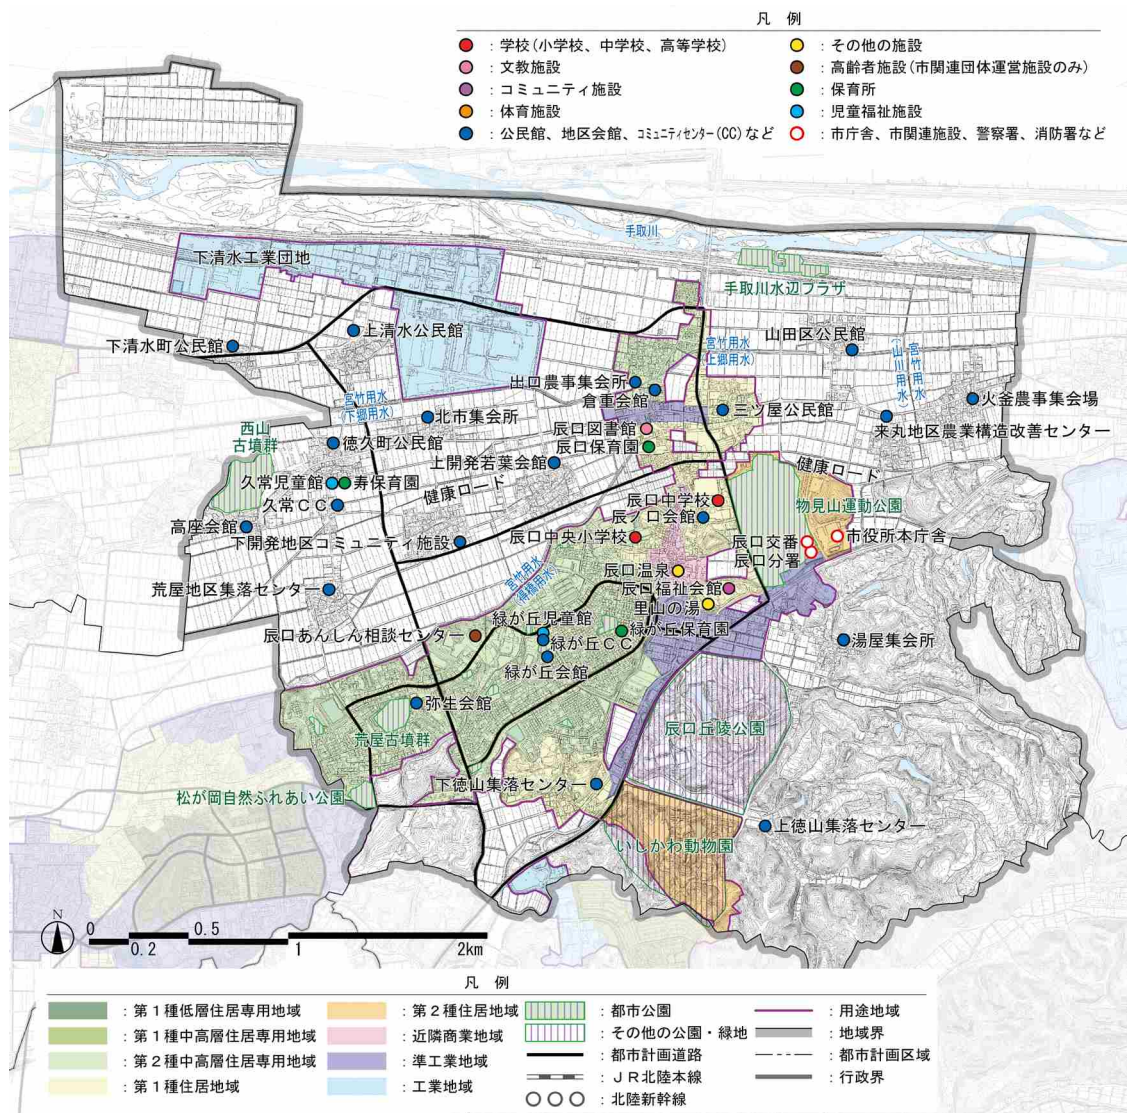 凡 例
：学校(小学校、中学校、高等学校)
：文教施設
：コミュニティ施設
：体育施設
：公民館、地区会館、コミュニティセンター(CC)など
：その他の施設
：高齢者施設(市関連団体運営施設のみ)
：保育所
：児童福祉施設
：市庁舎、市関連施設、警察署、消防署など
手取川
下清水工業団地
手取川水辺プラザ
上清水公民館
下清水町公民館
山田区公民館
宮竹用水
(上郷用水)
宮竹用水
(山川用水)
出口農事集会所
倉重会館
宮竹用水
(下郷用水)
火釜農事集会場
三ツ屋公民館
北市集会所
西山
古墳群
辰口図書館
来丸地区農業構造改善センター
徳久町公民館
辰口保育園
上開発若葉会館
健康ロード
久常児童館
寿保育園
健康ロード
久常ＣＣ
辰口中学校
物見山運動公園
高座会館
辰ノ口会館
下開発地区コミュニティ施設
辰口中央小学校
辰口交番
市役所本庁舎
辰口分署
宮竹用水
(得橋用水)
辰口温泉
荒屋地区集落センター
辰口福祉会館
里山の湯
緑が丘児童館
緑が丘保育園
辰口あんしん相談センター
緑が丘ＣＣ
湯屋集会所
緑が丘会館
弥生会館
辰口丘陵公園
荒屋古墳群
下徳山集落センター
松が岡自然ふれあい公園
上徳山集落センター
いしかわ動物園
N
0
0.5
0.2
1
2km
凡 例
：第１種低層住居専用地域
：第１種中高層住居専用地域
：第２種中高層住居専用地域
：第１種住居地域
：第２種住居地域
：近隣商業地域
：準工業地域
：工業地域
：都市公園
：その他の公園・緑地
：都市計画道路
：ＪＲ北陸本線
：北陸新幹線
：用途地域
：地域界
：都市計画区域
：行政界